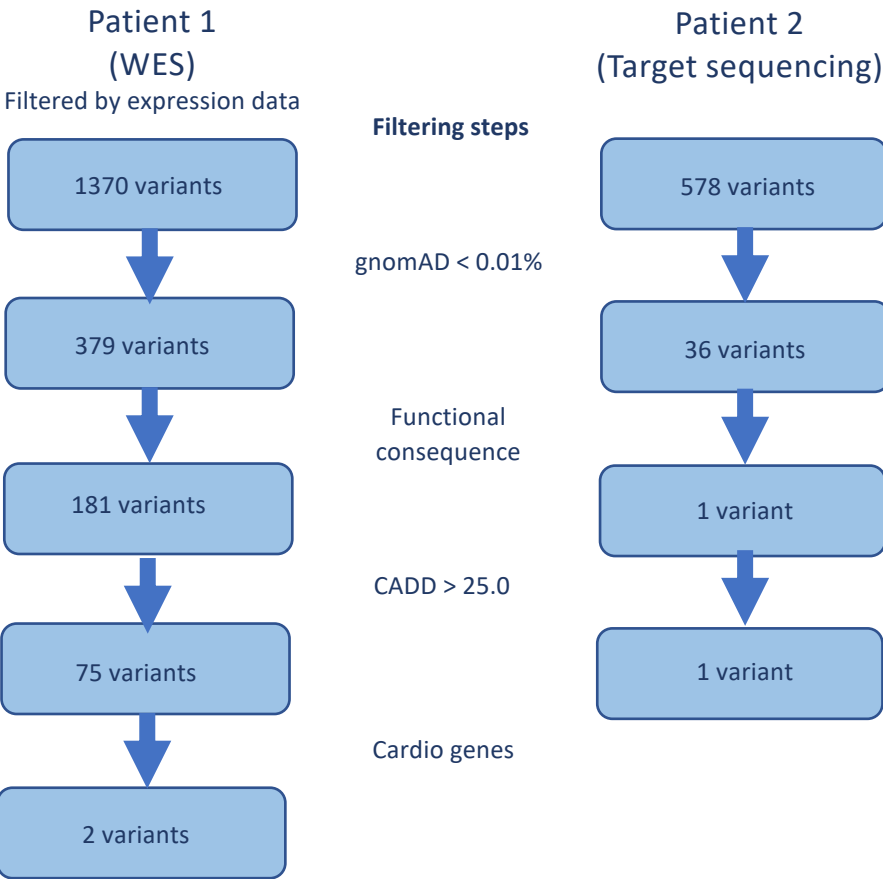 Patient 1
(WES)
Filtered by expression data
Patient 2
(Target sequencing)
Filtering steps
1370 variants
578 variants
gnomAD < 0.01%
379 variants
36 variants
Functional
consequence
181 variants
1 variant
CADD > 25.0
75 variants
1 variant
Cardio genes
2 variants